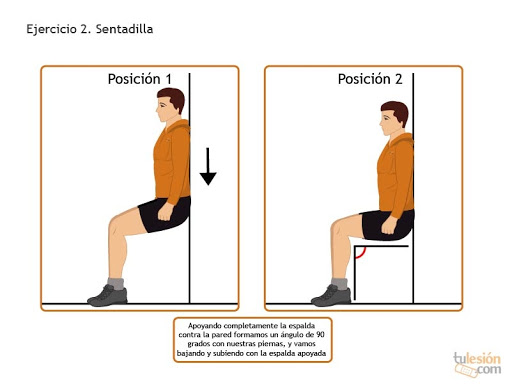 Ejercicio 2. Sentadilla
Posición 1
Posición 2
Apoyando completamente la espalda
contra la pared formamos un ángulo de 90
grados con nuestras piernas, y vamos
bajando y subiendo con la espalda apoyada
tulesión
.com